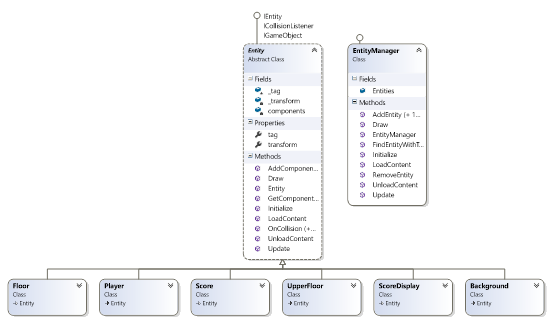 IEntity
ICollisionListener
IGameObject
Entity
Abstract Class
Fields
_tag
_transform
components
Properties
tag
transform
Methods
AddComponen...
Draw
Entity
GetComponent...
Initialize
LoadContent
OnCollision (+...
UnloadContent
Update
EntityManager
Class
Fields
Entities
Methods
AddEntity (+ 1...
Draw
EntityManager
FindEntityWithT...
Initialize
LoadContent
RemoveEntity
UnloadContent
Update
Floor
Class
Entity
Player
Class
Entity
Score
Class
Entity
UpperFloor
Class
Entity
ScoreDisplay
Class
Entity
Background
Class
Entity